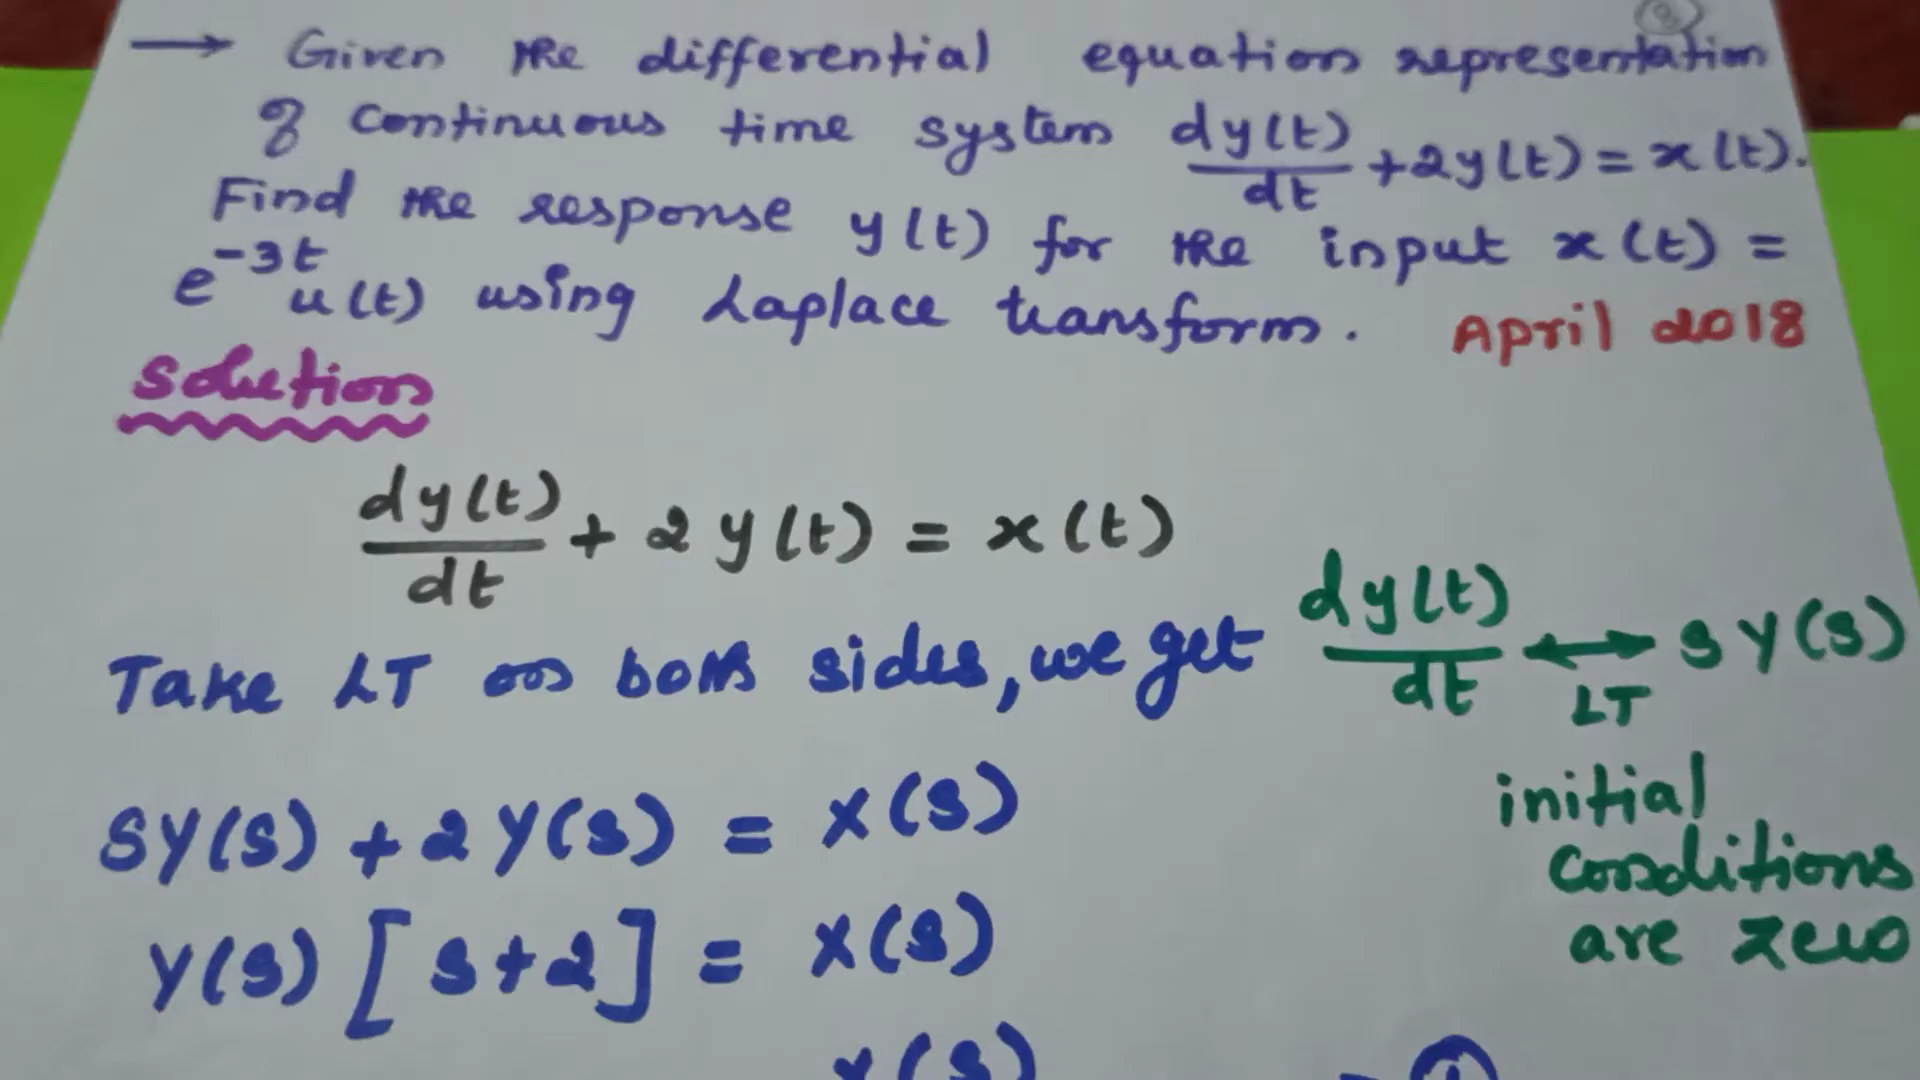 ③
→ Given the differential equation representation
of continuous time system dy(t)/dt + 2y(t) = x(t).
Find the response y(t) for the input x(t) =
e^-3t u(t) using Laplace transform. April 2018
Solution
dy(t)/dt + 2 y(t) = x(t)
Take LT on both sides, we get
dy(t)/dt ↔ LT sY(s)
initial
conditions
are zero
SY(S) + 2Y(S) = X(S)
Y(S) [S+2] = X(S)
X(S)